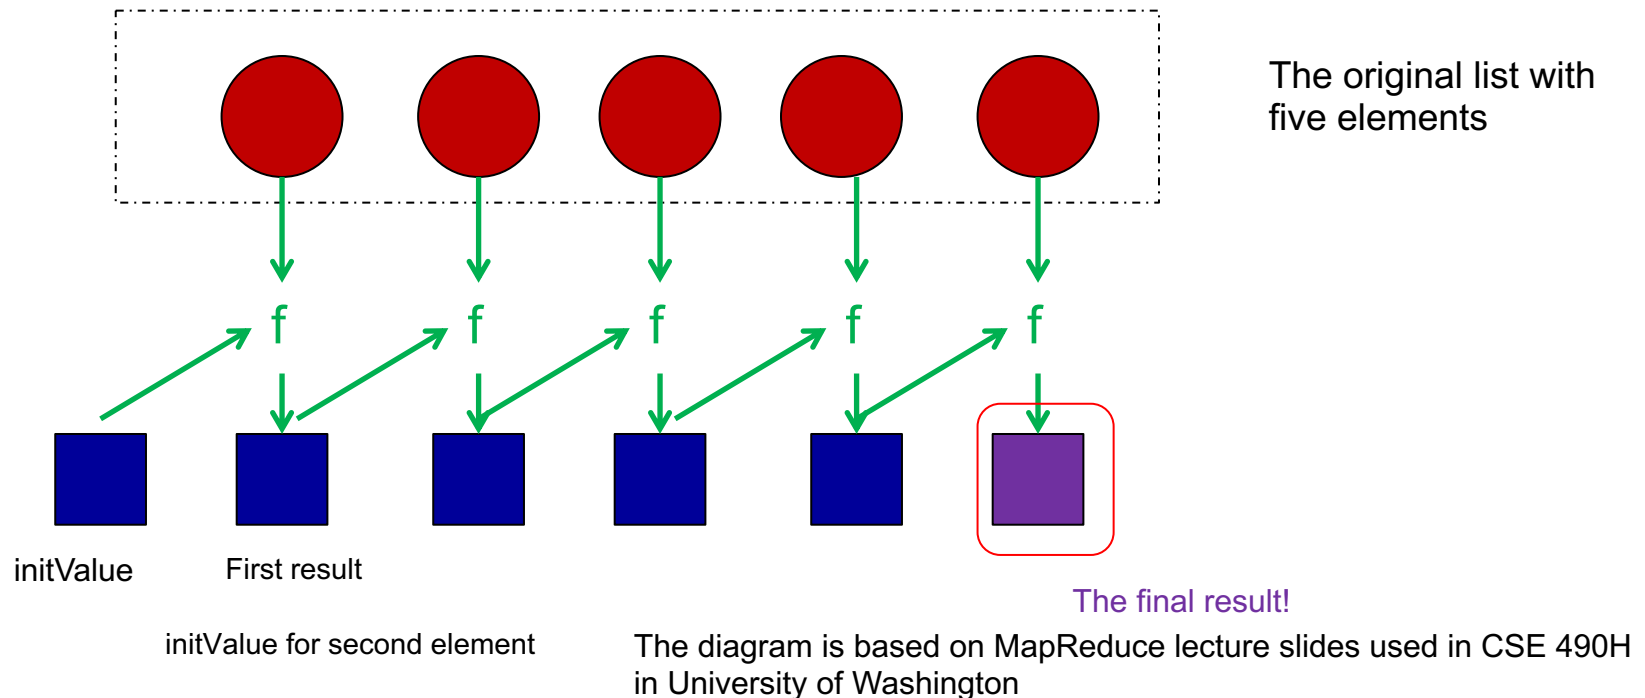 The original list with
five elements
f f f f f
initValue
First result
The final result!
initValue for second element
The diagram is based on MapReduce lecture slides used in CSE 490H
in University of Washington